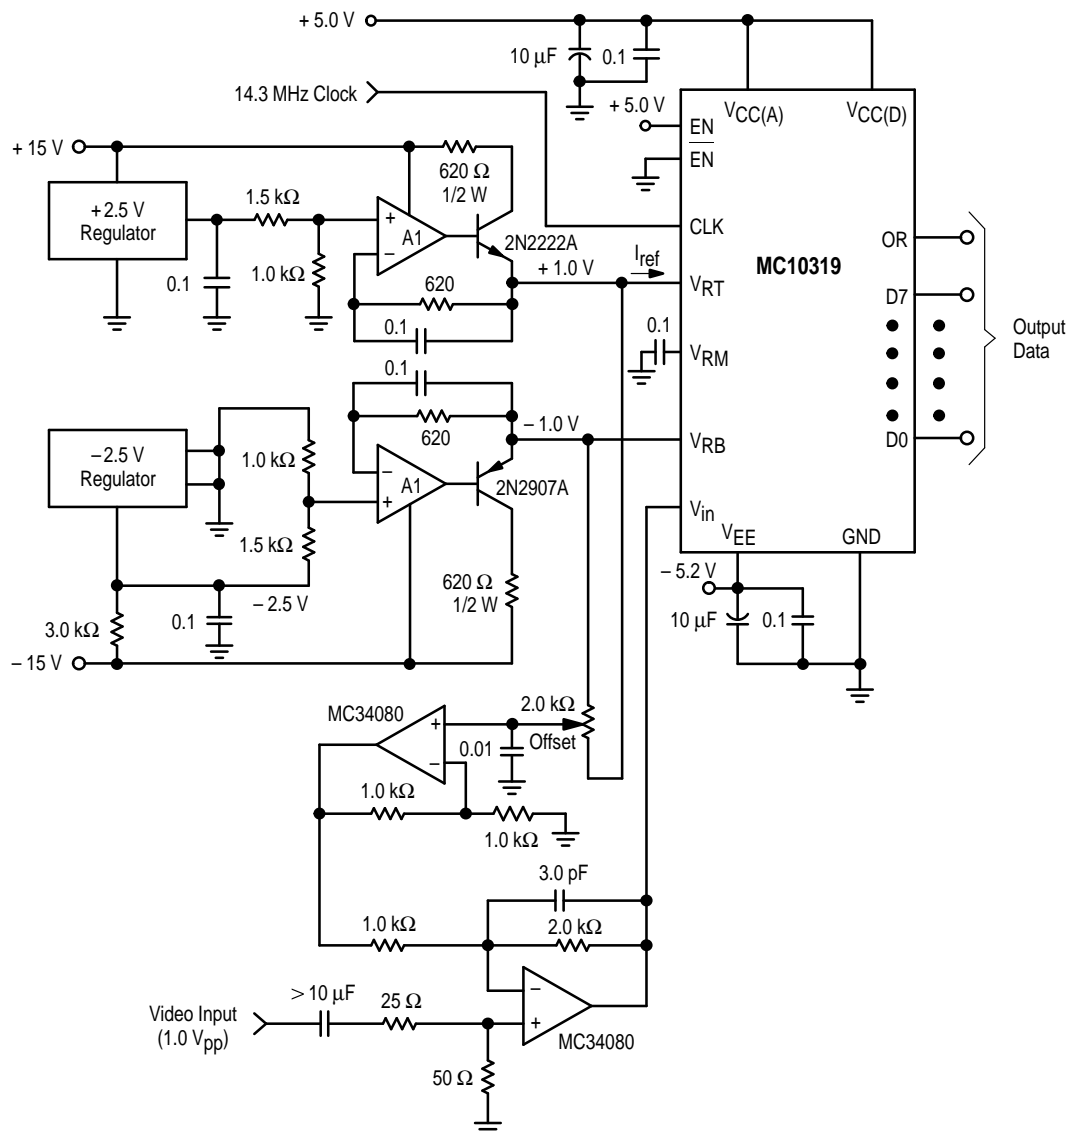 + 5.0 V
10 μF
0.1
14.3 MHz Clock
+ 5.0 V
VCC(A)
VCC(D)
EN
EN
+ 15 V
620 Ω
1/2 W
+2.5 V
Regulator
1.5 kΩ
+
A1
–
2N2222A
CLK
OR
MC10319
Iref
+ 1.0 V
VRT
0.1
1.0 kΩ
620
D7
0.1
0.1
VRM
Output
Data
0.1
620
– 1.0 V
VRB
D0
–2.5 V
Regulator
1.0 kΩ
–
A1
+
2N2907A
Vin
VEE
GND
1.5 kΩ
– 5.2 V
620 Ω
1/2 W
– 2.5 V
0.1
3.0 kΩ
10 μF
0.1
– 15 V
MC34080
2.0 kΩ
+
Offset
0.01
–
1.0 kΩ
1.0 kΩ
3.0 pF
1.0 kΩ
2.0 kΩ
> 10 μF
25 Ω
–
Video Input
(1.0 Vpp)
+
MC34080
50 Ω